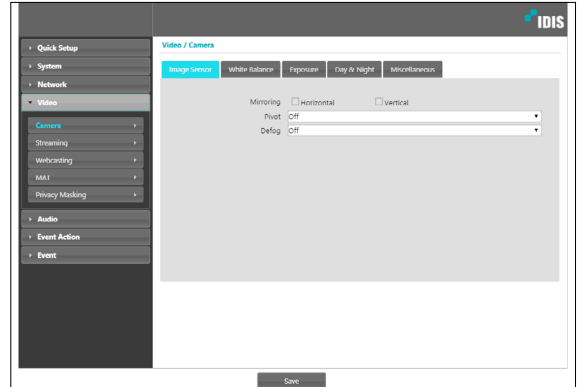 IDIS
Quick Setup
System
Network
Video
Camera
Streaming
Webcasting
MAT
Privacy Masking
Audio
Event Action
Event
Video / Camera
Image Sensor White Balance Exposure Day & Night Miscellaneous
Mirroring Horizontal Vertical
Pivot Off
Defog Off
Save